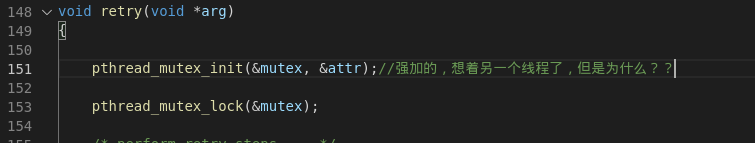 148 void retry(void *arg)
149 {
150
151 pthread_mutex_init(&mutex, &attr);//强加的，想着另一个线程了，但是为什么？？
152
153 pthread_mutex_lock(&mutex);
154